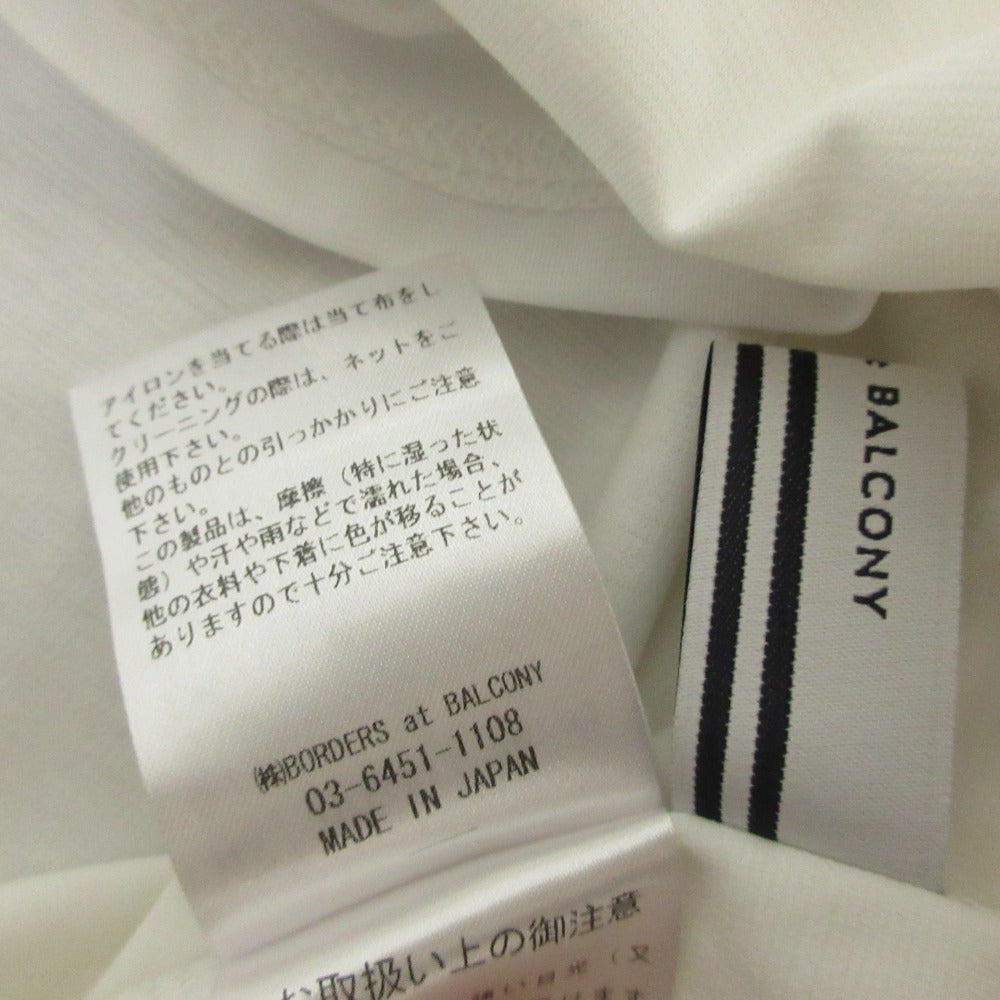 アイロンを当てる際は当て布をし
てください。
クリーニングの際は、ネットをご
使用下さい。
他のものとの引っかかりにご注意
下さい。
この製品は、摩擦（特に湿った状
態）や汗や雨などで濡れた場合、
他の衣料や下着に色が移ることが
ありますので十分ご注意下さい。
㈱BORDERS at BALCONY
03-6451-1108
MADE IN JAPAN
お取扱い上の御注意
BALCONY